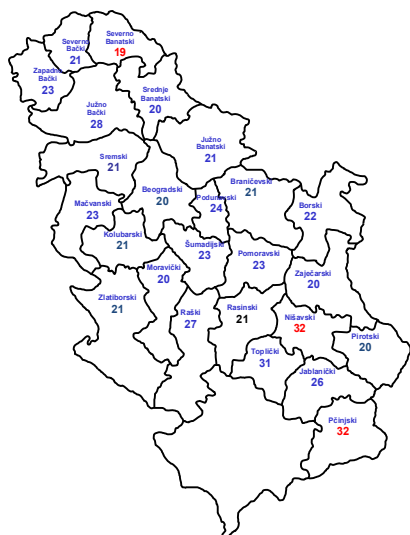 Severno
Bački
21
Severno
Banatski
19
Zapadno
Bački
23
Južno
Bački
28
Srednje
Banatski
20
Južno
Banatski
21
Sremski
21
Beogradski
20
Podunavski
24
Braničevski
21
Borski
22
Mačvanski
23
Kolubarski
21
Šumadijski
23
Pomoravski
23
Zaječarski
20
Moravički
20
Zlatiborski
21
Raški
27
Rasinski
21
Nišavski
32
Pirotski
20
Toplički
31
Jablanički
26
Pčinjski
32